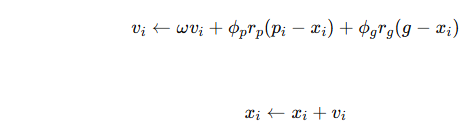 v_i ← ωv_i + ϕ_p r_p(p_i − x_i) + ϕ_g r_g(g − x_i)
x_i ← x_i + v_i